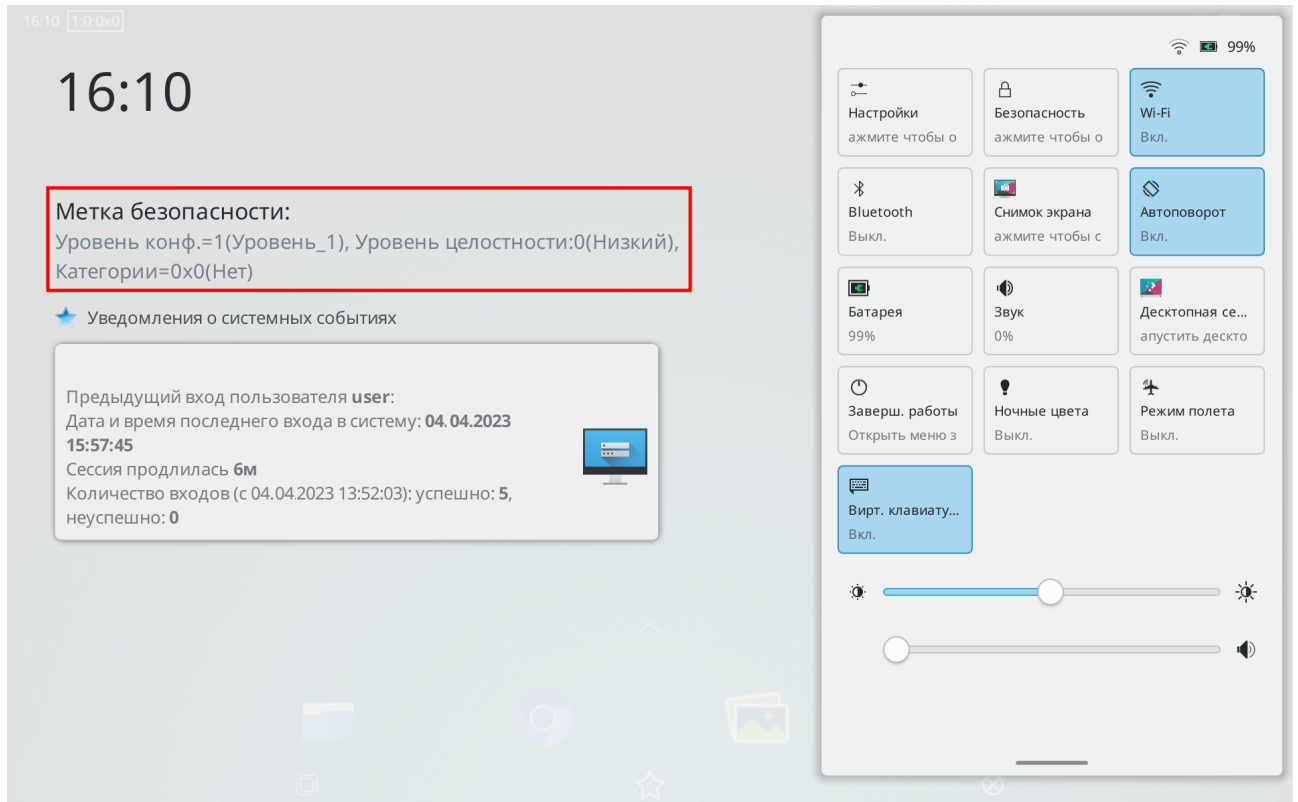 16:10 1:0:0x0
16:10
Метка безопасности:
Уровень конф.=1(Уровень_1), Уровень целостности:0(Низкий),
Категории=0x0(Нет)
Уведомления о системных событиях
Предыдущий вход пользователя user:
Дата и время последнего входа в систему: 04.04.2023
15:57:45
Сессия продлилась 6м
Количество входов (с 04.04.2023 13:52:03): успешно: 5,
неуспешно: 0
99%
Настройки
ажмите чтобы о
Безопасность
ажмите чтобы о
Wi-Fi
Вкл.
Bluetooth
Выкл.
Снимок экрана
ажмите чтобы с
Автоповорот
Вкл.
Батарея
99%
Звук
0%
Десктопная се...
апустить дескто
Заверш. работы
Открыть меню з
Ночные цвета
Выкл.
Режим полета
Выкл.
Вирт. клавиату...
Вкл.